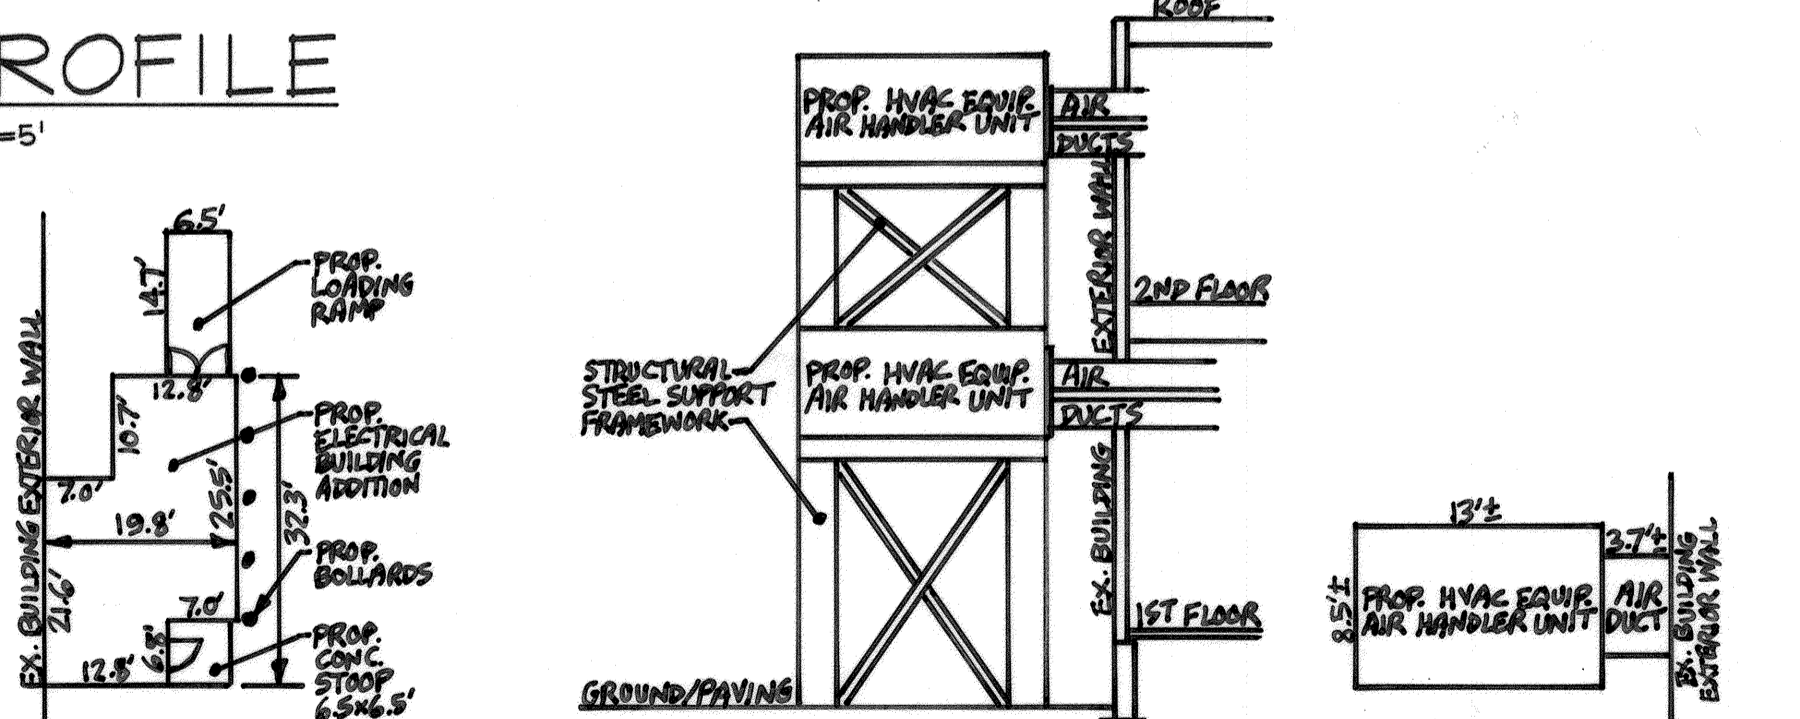 ROFILE
=5'
6.5'
14.7'
PROP.
LOADING
RAMP
12.8'
10.7'
PROP.
ELECTRICAL
BUILDING
ADDITION
7.0'
25.5'
32.3'
19.8'
PROP.
BOLLARDS
EX. BUILDING EXTERIOR WALL
21.6'
7.0'
6.8'
12.8'
PROP.
CONC.
STOOP
6.5x6.5'
ROOF
PROP. HVAC EQUIP.
AIR HANDLER UNIT
AIR
DUCTS
EXTERIOR WALL
2ND FLOOR
STRUCTURAL
STEEL SUPPORT
FRAMEWORK
PROP. HVAC EQUIP.
AIR HANDLER UNIT
AIR
DUCTS
EX. BUILDING
1ST FLOOR
GROUND/PAVING
13'±
3.7'±
8.5'±
PROP. HVAC EQUIP.
AIR HANDLER UNIT
AIR
DUCT
EX. BUILDING
EXTERIOR WALL